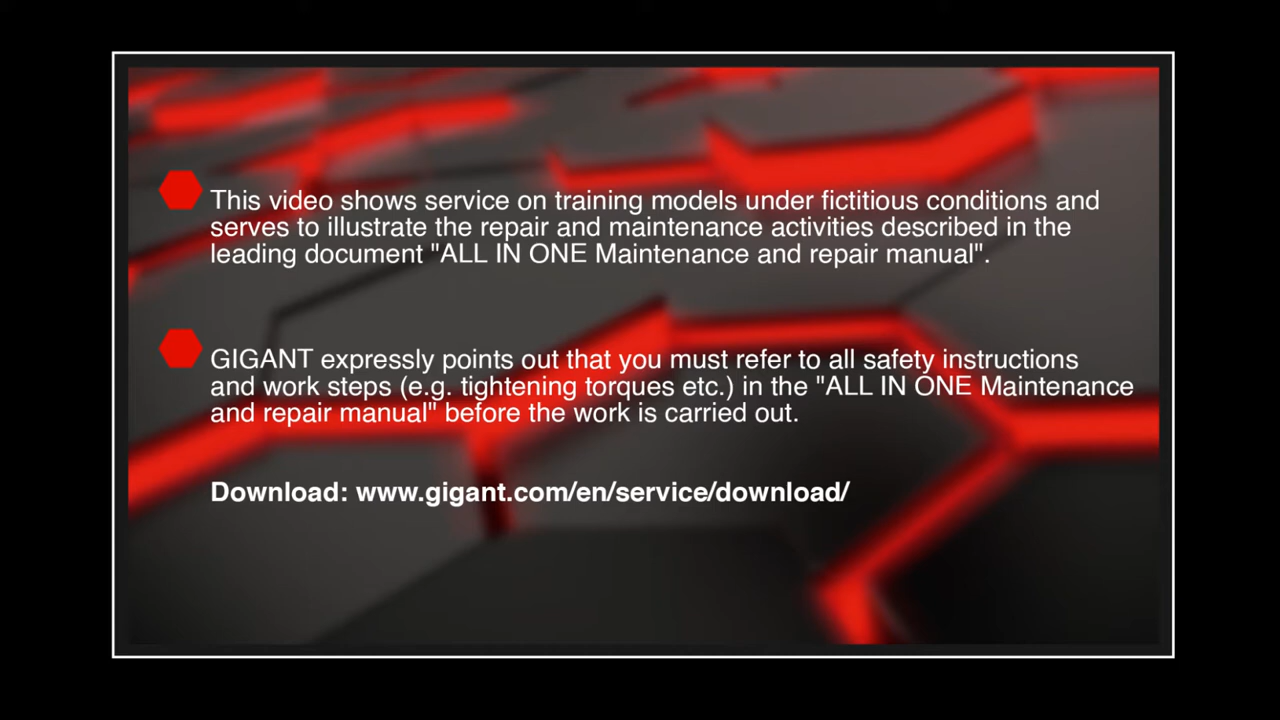 This video shows service on training models under fictitious conditions and
serves to illustrate the repair and maintenance activities described in the
leading document "ALL IN ONE Maintenance and repair manual".
GIGANT expressly points out that you must refer to all safety instructions
and work steps (e.g. tightening torques etc.) in the "ALL IN ONE Maintenance
and repair manual" before the work is carried out.
Download: www.gigant.com/en/service/download/